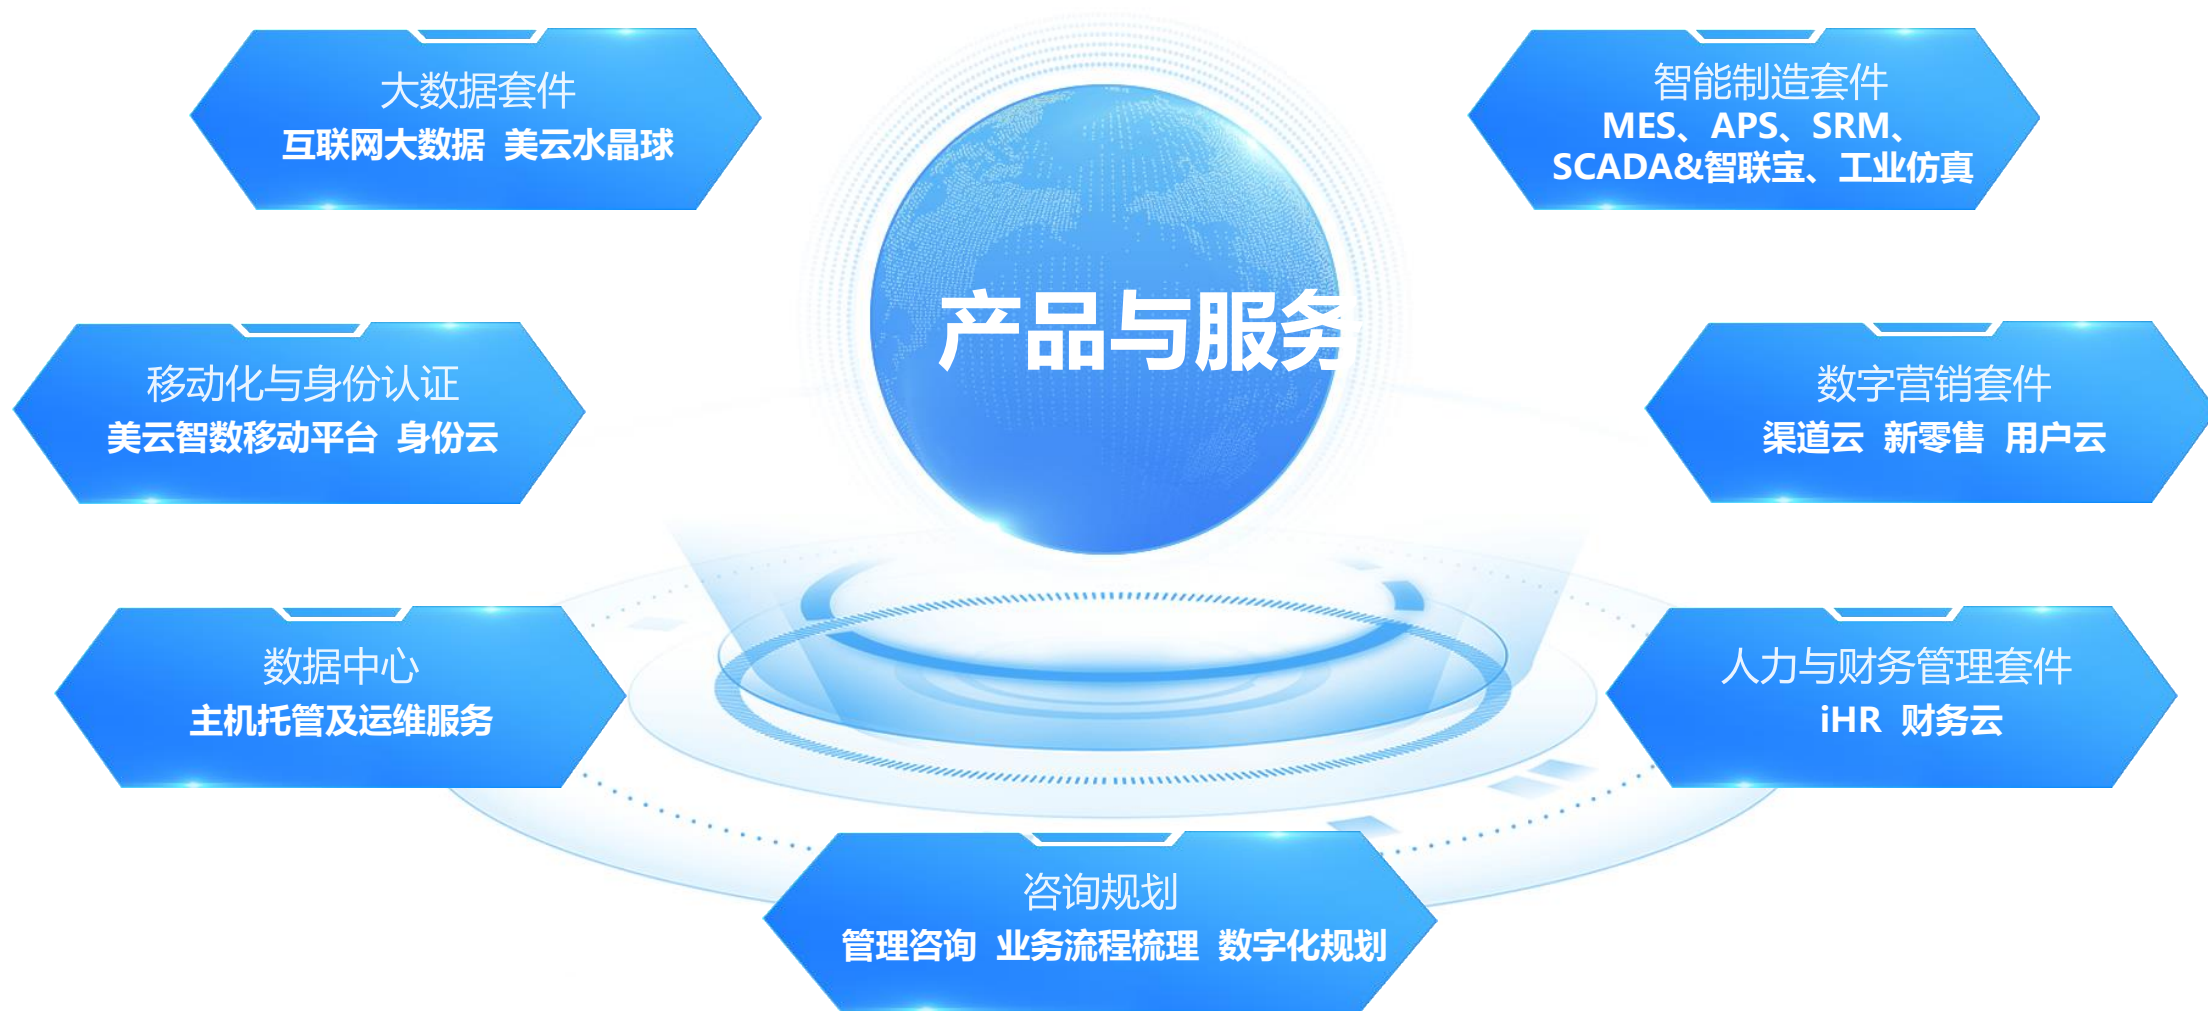 大数据套件
互联网大数据 美云水晶球
智能制造套件
MES、APS、SRM、
SCADA&智联宝、工业仿真
产品与服务
移动化与身份认证
美云智数移动平台 身份云
数字营销套件
渠道云 新零售 用户云
数据中心
主机托管及运维服务
人力与财务管理套件
iHR 财务云
咨询规划
管理咨询 业务流程梳理 数字化规划